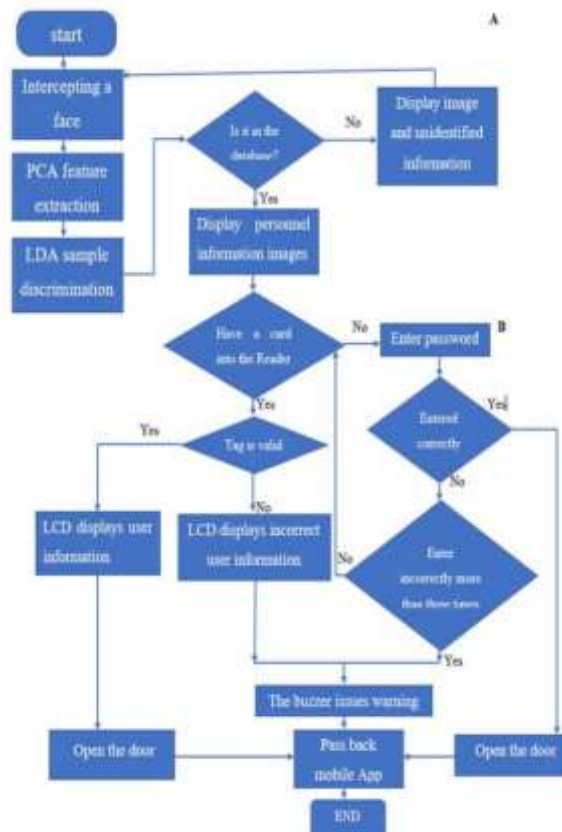 start
A
Intercepting a
face
PCA feature
extraction
LDA sample
discrimination
Is it in the
database?
No
Display image
and unidentified
information
Yes
Display personnel
information images
Have a card
into the Reader
No
Enter password
B
Yes
Entered
correctly
Yes
No
Yes
Tag is valid
No
LCD displays user
information
LCD displays incorrect
user information
No
Enter
incorrectly more
than three times
Yes
The buzzer issues warning
Open the door
Pass back
mobile App
Open the door
END